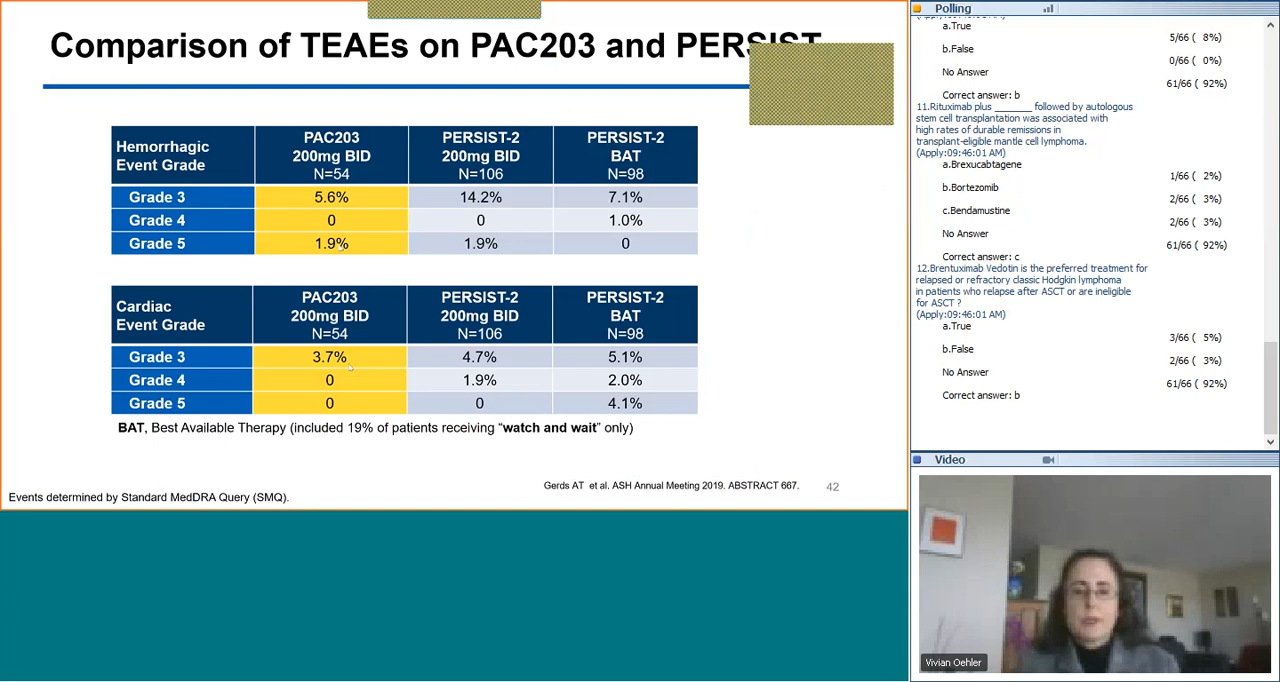 Comparison of TEAEs on PAC203 and PERSIST
Hemorrhagic Event Grade PAC203 200mg BID N=54 PERSIST-2 200mg BID N=106 PERSIST-2 BAT N=98
Grade 3 5.6% 14.2% 7.1%
Grade 4 0 0 1.0%
Grade 5 1.9% 1.9% 0
Cardiac Event Grade PAC203 200mg BID N=54 PERSIST-2 200mg BID N=106 PERSIST-2 BAT N=98
Grade 3 3.7% 4.7% 5.1%
Grade 4 0 1.9% 2.0%
Grade 5 0 0 4.1%
BAT, Best Available Therapy (included 19% of patients receiving “watch and wait” only)
Gerds AT et al. ASH Annual Meeting 2019. ABSTRACT 667. 42
Events determined by Standard MedDRA Query (SMQ).
Polling
a.True
5/66 ( 8%)
b.False
0/66 ( 0%)
No Answer
61/66 ( 92%)
Correct answer: b
11.Rituximab plus _______ followed by autologous
stem cell transplantation was associated with
high rates of durable remissions in
transplant-eligible mantle cell lymphoma.
(Apply:09:46:01 AM)
a.Brexucabtagene
1/66 ( 2%)
b.Bortezomib
2/66 ( 3%)
c.Bendamustine
2/66 ( 3%)
No Answer
61/66 ( 92%)
Correct answer: c
12.Brentuximab Vedotin is the preferred treatment for
relapsed or refractory classic Hodgkin lymphoma
in patients who relapse after ASCT or are ineligible
for ASCT ?
(Apply:09:46:01 AM)
a.True
3/66 ( 5%)
b.False
2/66 ( 3%)
No Answer
61/66 ( 92%)
Correct answer: b
Video
Vivian Oehler